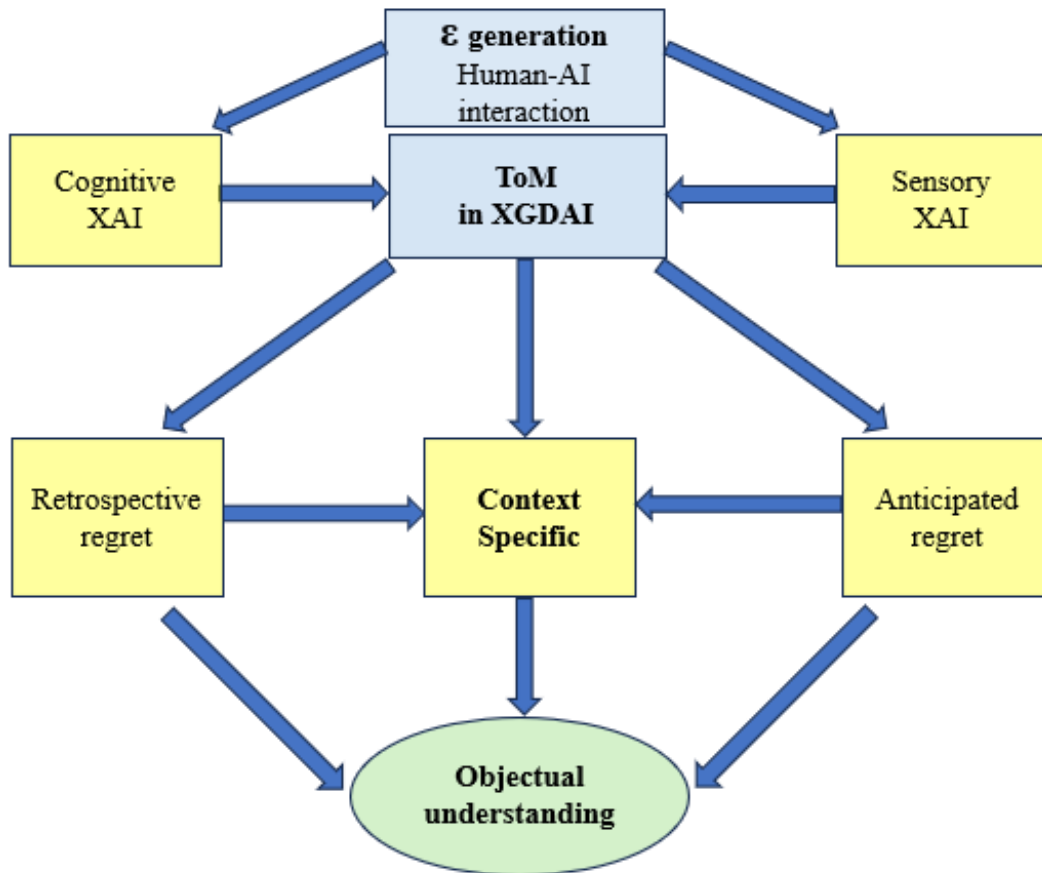 ε generation
Human-AI
interaction
Cognitive
XAI
ToM
in XGDAI
Sensory
XAI
Retrospective
regret
Context
Specific
Anticipated
regret
Objectual
understanding